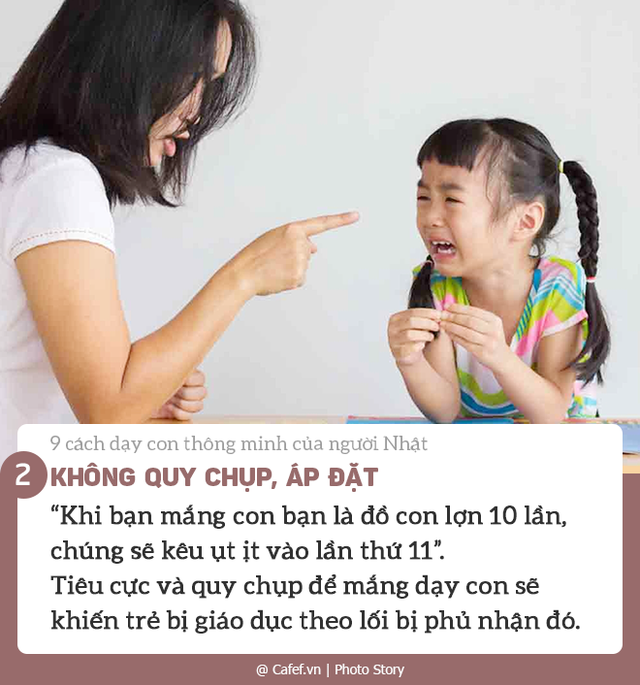 9 cách dạy con thông minh của người Nhật
2 KHÔNG QUY CHỤP, ÁP ĐẶT
“Khi bạn mắng con bạn là đồ con lợn 10 lần,
chúng sẽ kêu ụt ịt vào lần thứ 11”.
Tiêu cực và quy chụp để mắng dạy con sẽ
khiến trẻ bị giáo dục theo lối bị phủ nhận đó.
@ Cafef.vn | Photo Story